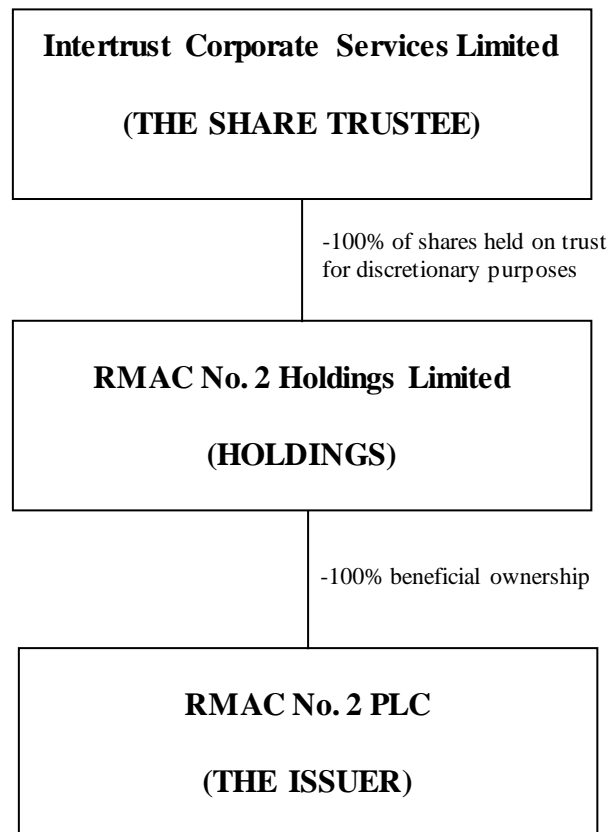 Intertrust Corporate Services Limited
(THE SHARE TRUSTEE)
-100% of shares held on trust
for discretionary purposes
RMAC No. 2 Holdings Limited
(HOLDINGS)
-100% beneficial ownership
RMAC No. 2 PLC
(THE ISSUER)